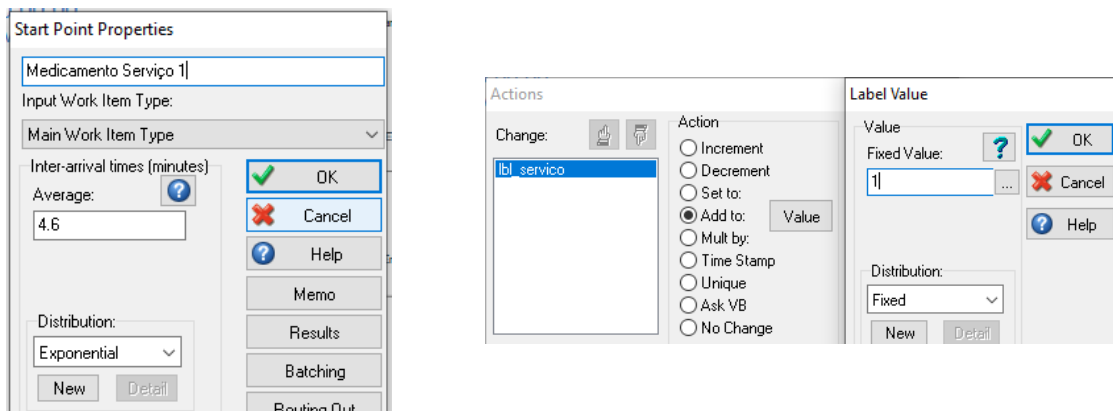 Start Point Properties
Medicamento Serviço 1
Input Work Item Type:
Main Work Item Type
Inter-arrival times (minutes)
Average:
4.6
OK
Cancel
Help
Memo
Results
Batching
Routing Out
Distribution:
Exponential
New
Detail
Actions
Change:
lbl_servico
Action
Increment
Decrement
Set to:
Add to:
Value
Mult by:
Time Stamp
Unique
Ask VB
No Change
Label Value
Value
Fixed Value:
1
...
OK
Cancel
Help
Distribution:
Fixed
New
Detail